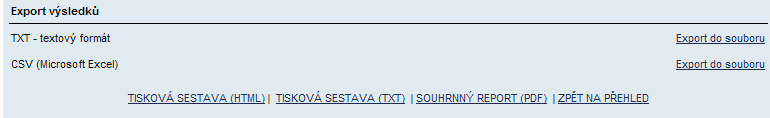 Export výsledků
TXT - textový formát Export do souboru
CSV (Microsoft Excel) Export do souboru
TISKOVÁ SESTAVA (HTML) | TISKOVÁ SESTAVA (TXT) | SOUHRNNÝ REPORT (PDF) | ZPĚT NA PŘEHLED